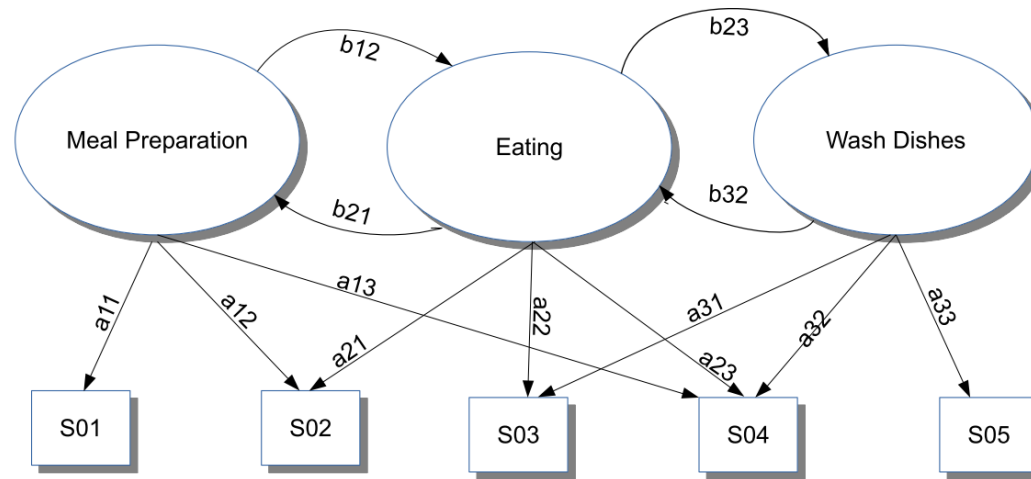 b12
b23
Meal Preparation
Eating
Wash Dishes
b21
b32
a11
a12
a13
a21
a22
a23
a31
a32
a33
S01
S02
S03
S04
S05